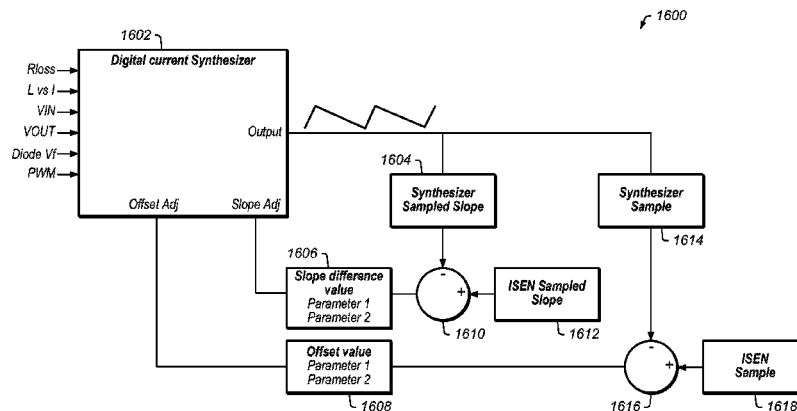 1600
1602
Digital current Synthesizer
Rloss
L vs I
VIN
VOUT
Diode Vf
PWM
Output
Offset Adj
Slope Adj
1604
Synthesizer
Sampled Slope
Synthesizer
Sample
1614
1606
Slope difference
value
Parameter 1
Parameter 2
-
+
1610
ISEN Sampled
Slope
1612
Offset value
Parameter 1
Parameter 2
1608
-
+
1616
ISEN
Sample
1618